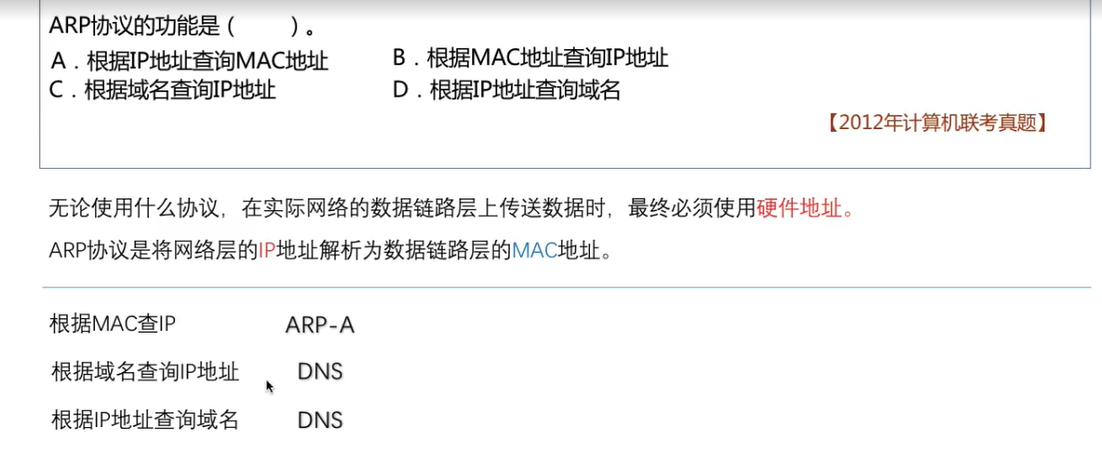 ARP协议的功能是（　　）。
A．根据IP地址查询MAC地址　　B．根据MAC地址查询IP地址
C．根据域名查询IP地址　　D．根据IP地址查询域名
【2012年计算机联考真题】
无论使用什么协议，在实际网络的数据链路层上传送数据时，最终必须使用硬件地址。
ARP协议是将网络层的IP地址解析为数据链路层的MAC地址。
根据MAC查IP　　ARP-A
根据域名查询IP地址　　DNS
根据IP地址查询域名　　DNS